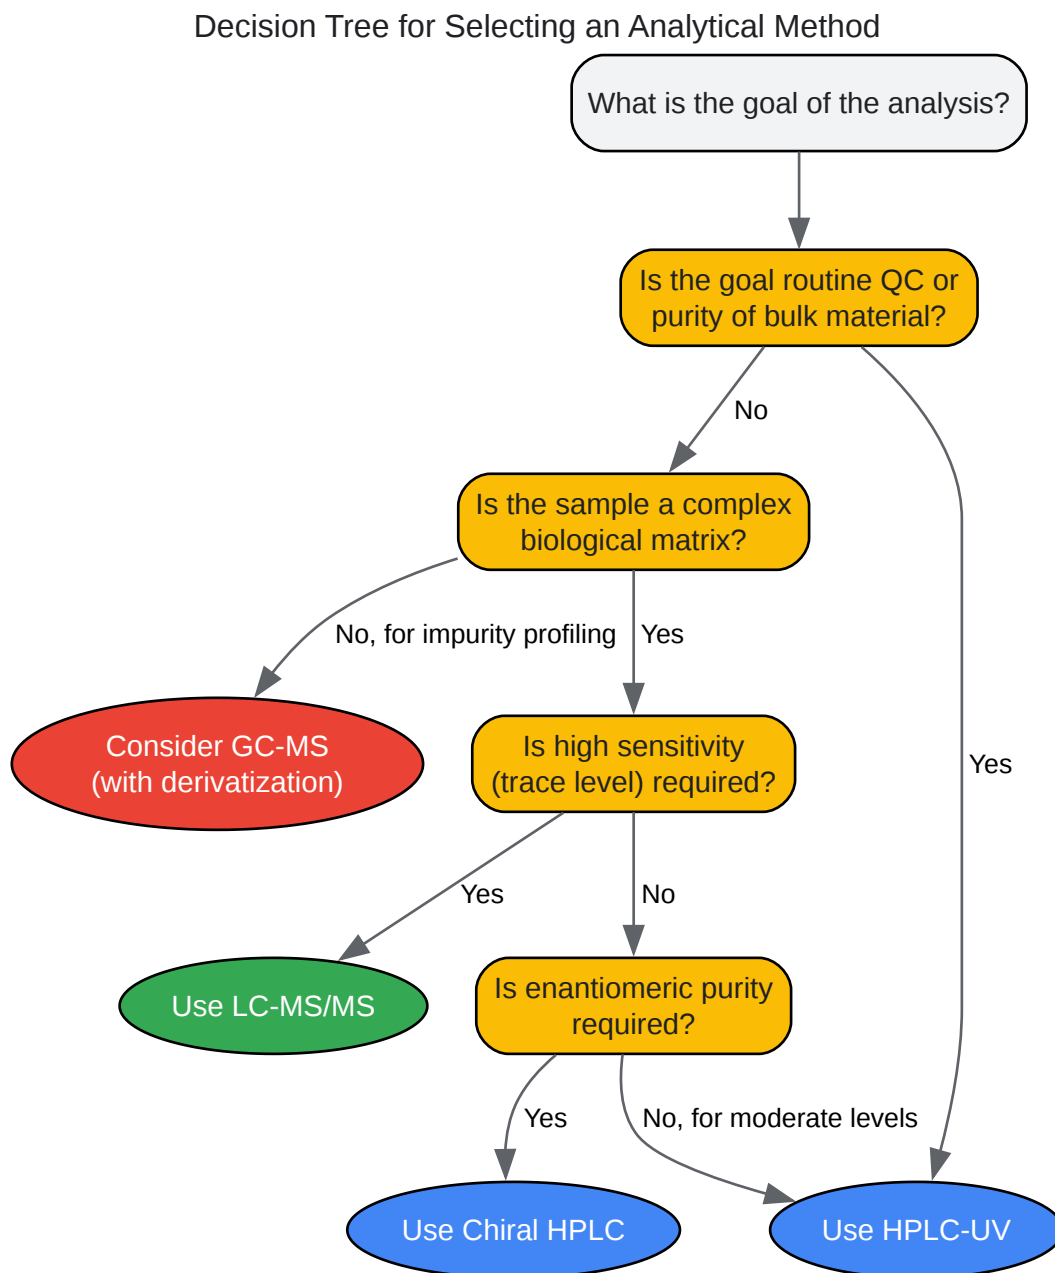 Decision Tree for Selecting an Analytical Method
What is the goal of the analysis?
Is the goal routine QC or
purity of bulk material?
No
Is the sample a complex
biological matrix?
No, for impurity profiling
Yes
Consider GC-MS
(with derivatization)
Is high sensitivity
(trace level) required?
Yes
Yes
No
Use LC-MS/MS
Is enantiomeric purity
required?
Yes
No, for moderate levels
Use Chiral HPLC
Use HPLC-UV